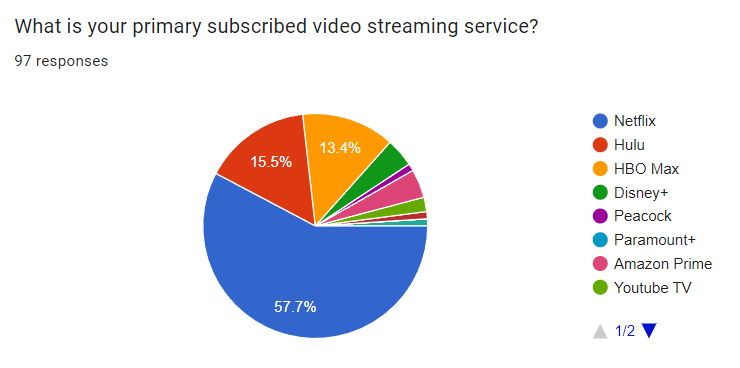 What is your primary subscribed video streaming service?
97 responses
15.5%
13.4%
57.7%
Netflix
Hulu
HBO Max
Disney+
Peacock
Paramount+
Amazon Prime
Youtube TV
1/2